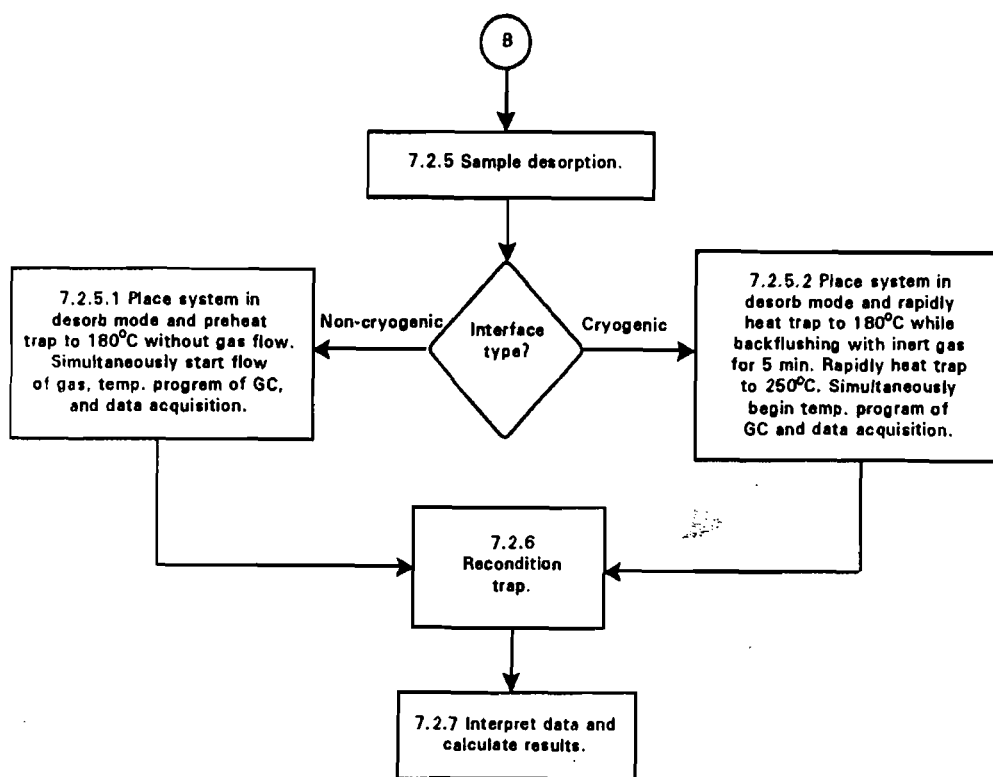 B
7.2.5 Sample desorption.
Interface
type?
Non-cryogenic
Cryogenic
7.2.5.1 Place system in
desorb mode and preheat
trap to 180°C without gas flow.
Simultaneously start flow
of gas, temp. program of GC,
and data acquisition.
7.2.5.2 Place system in
desorb mode and rapidly
heat trap to 180°C while
backflushing with inert gas
for 5 min. Rapidly heat trap
to 250°C. Simultaneously
begin temp. program of
GC and data acquisition.
7.2.6
Recondition
trap.
7.2.7 Interpret data and
calculate results.